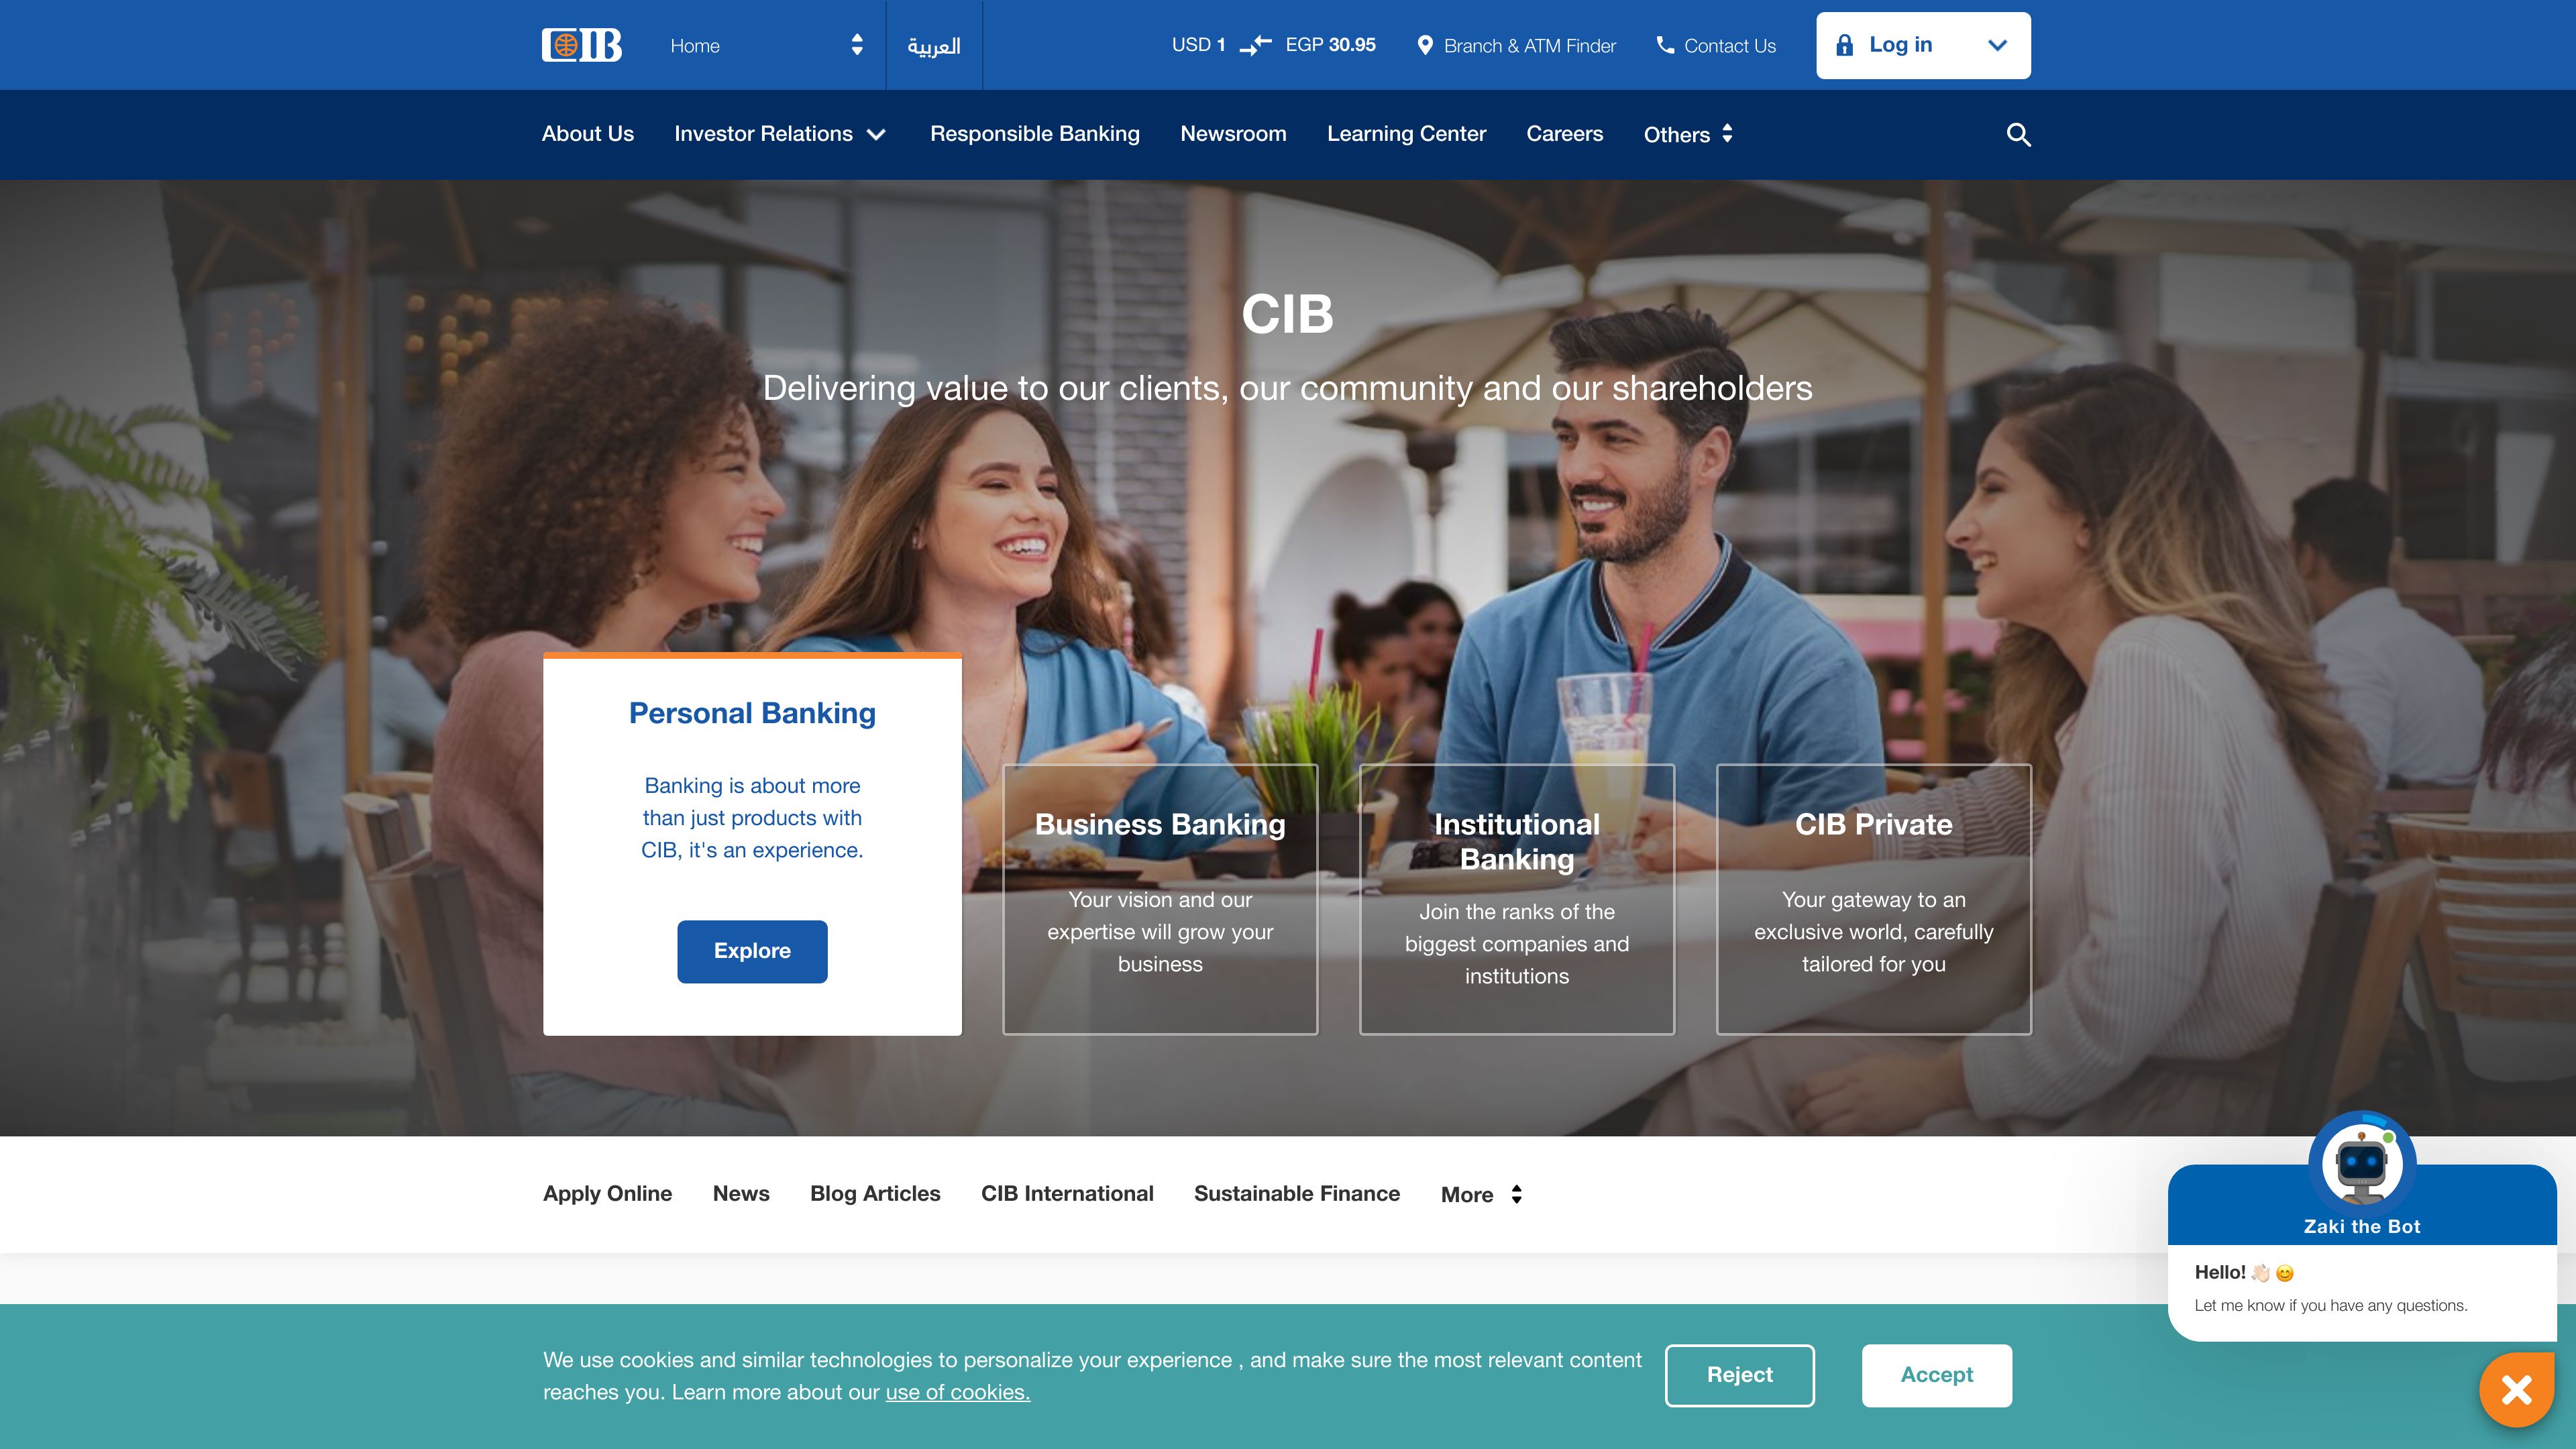 CIB
Home
العربية
USD 1
EGP 30.95
Branch & ATM Finder
Contact Us
Log in
About Us
Investor Relations
Responsible Banking
Newsroom
Learning Center
Careers
Others
CIB
Delivering value to our clients, our community and our shareholders
Personal Banking
Banking is about more
than just products with
CIB, it's an experience.
Explore
Business Banking
Your vision and our
expertise will grow your
business
Institutional
Banking
Join the ranks of the
biggest companies and
institutions
CIB Private
Your gateway to an
exclusive world, carefully
tailored for you
Apply Online
News
Blog Articles
CIB International
Sustainable Finance
More
Zaki the Bot
Hello! 👋🏻 😊
Let me know if you have any questions.
We use cookies and similar technologies to personalize your experience , and make sure the most relevant content
reaches you. Learn more about our use of cookies.
Reject
Accept